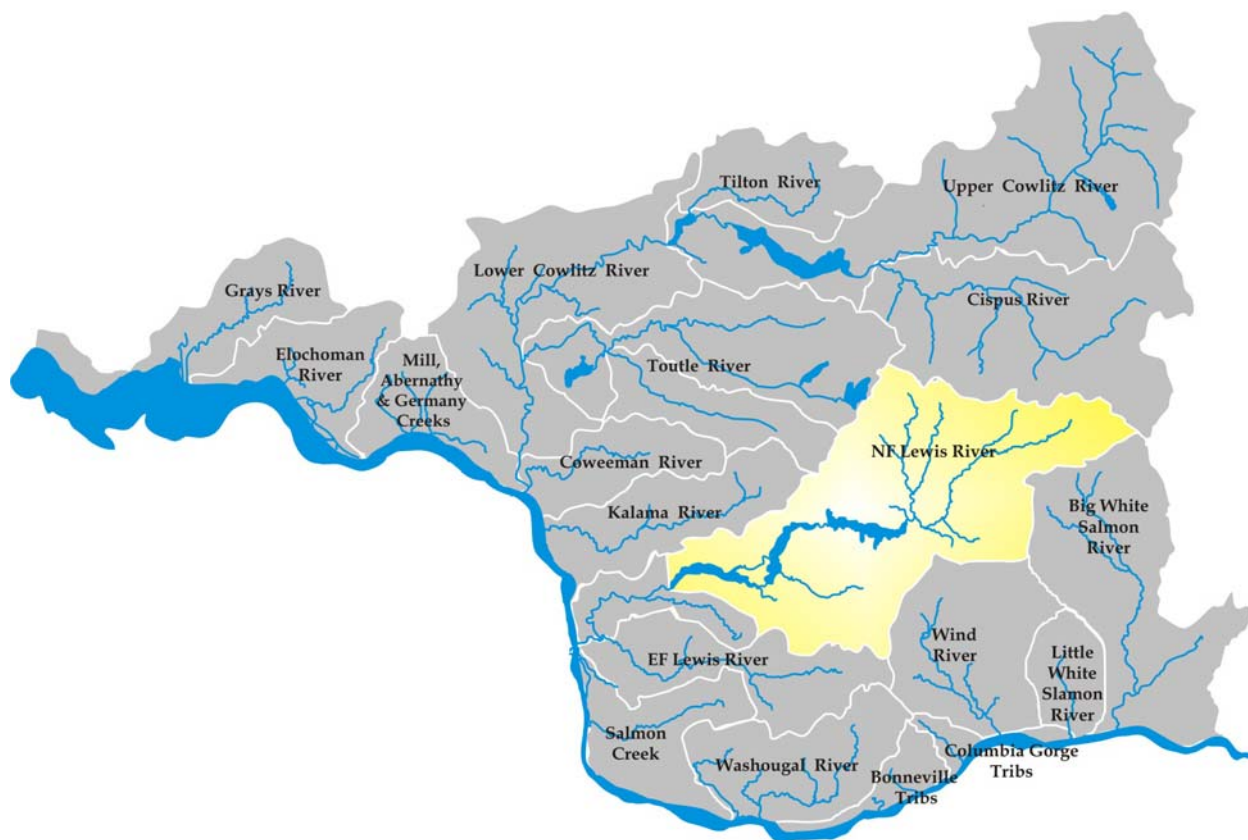 Tilton River
Upper Cowlitz River
Lower Cowlitz River
Grays River
Cispus River
Elochoman
River
Mill,
Abernathy
& Germany
Creeks
Toutle River
NF Lewis River
Coweeman River
Kalama River
Big White
Salmon
River
Wind
River
EF Lewis River
Little
White
Slamon
River
Salmon
Creek
Washougal River
Columbia Gorge
Tribs
Bonneville
Tribs